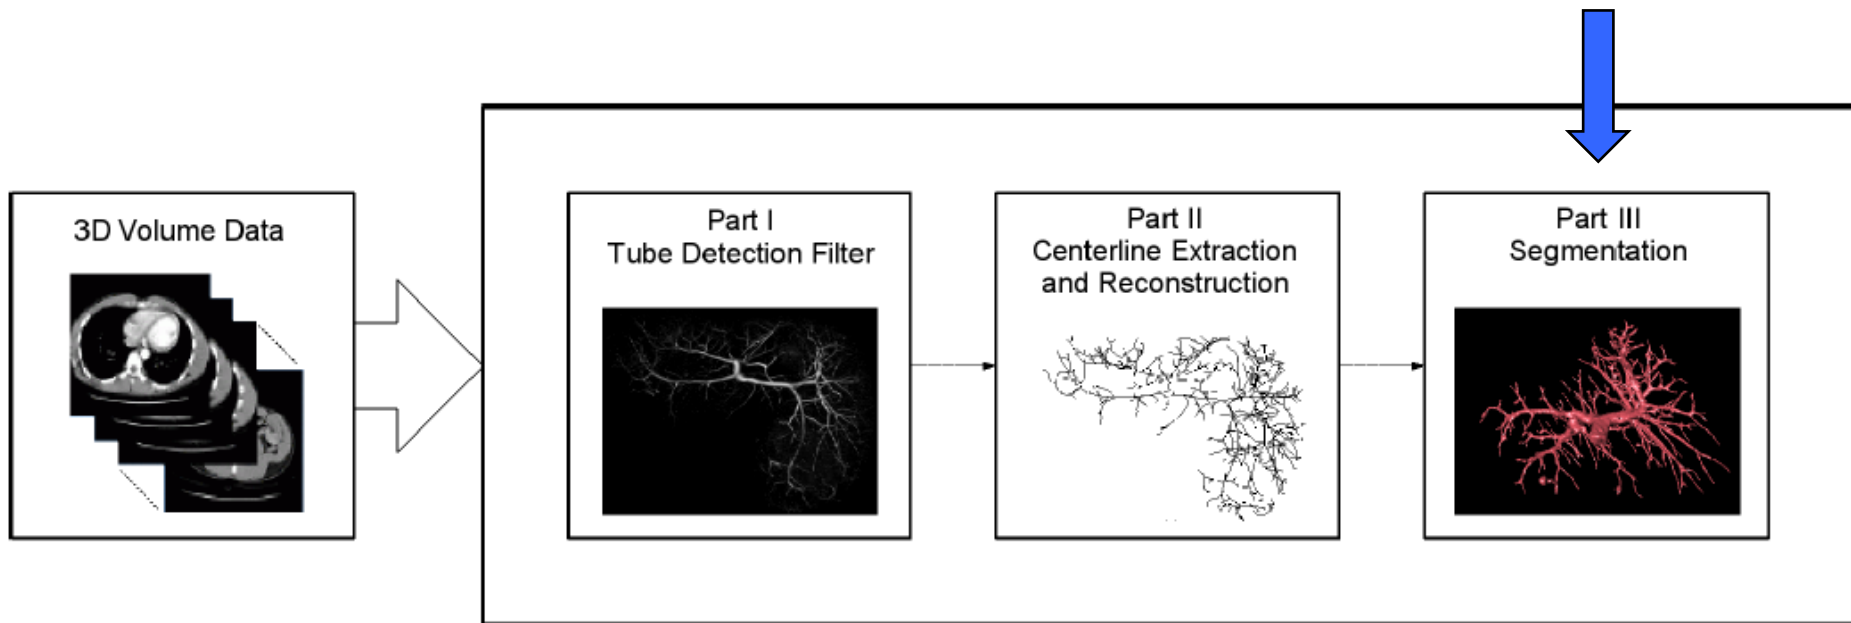 3D Volume Data
Part I
Tube Detection Filter
Part II
Centerline Extraction
and Reconstruction
Part III
Segmentation